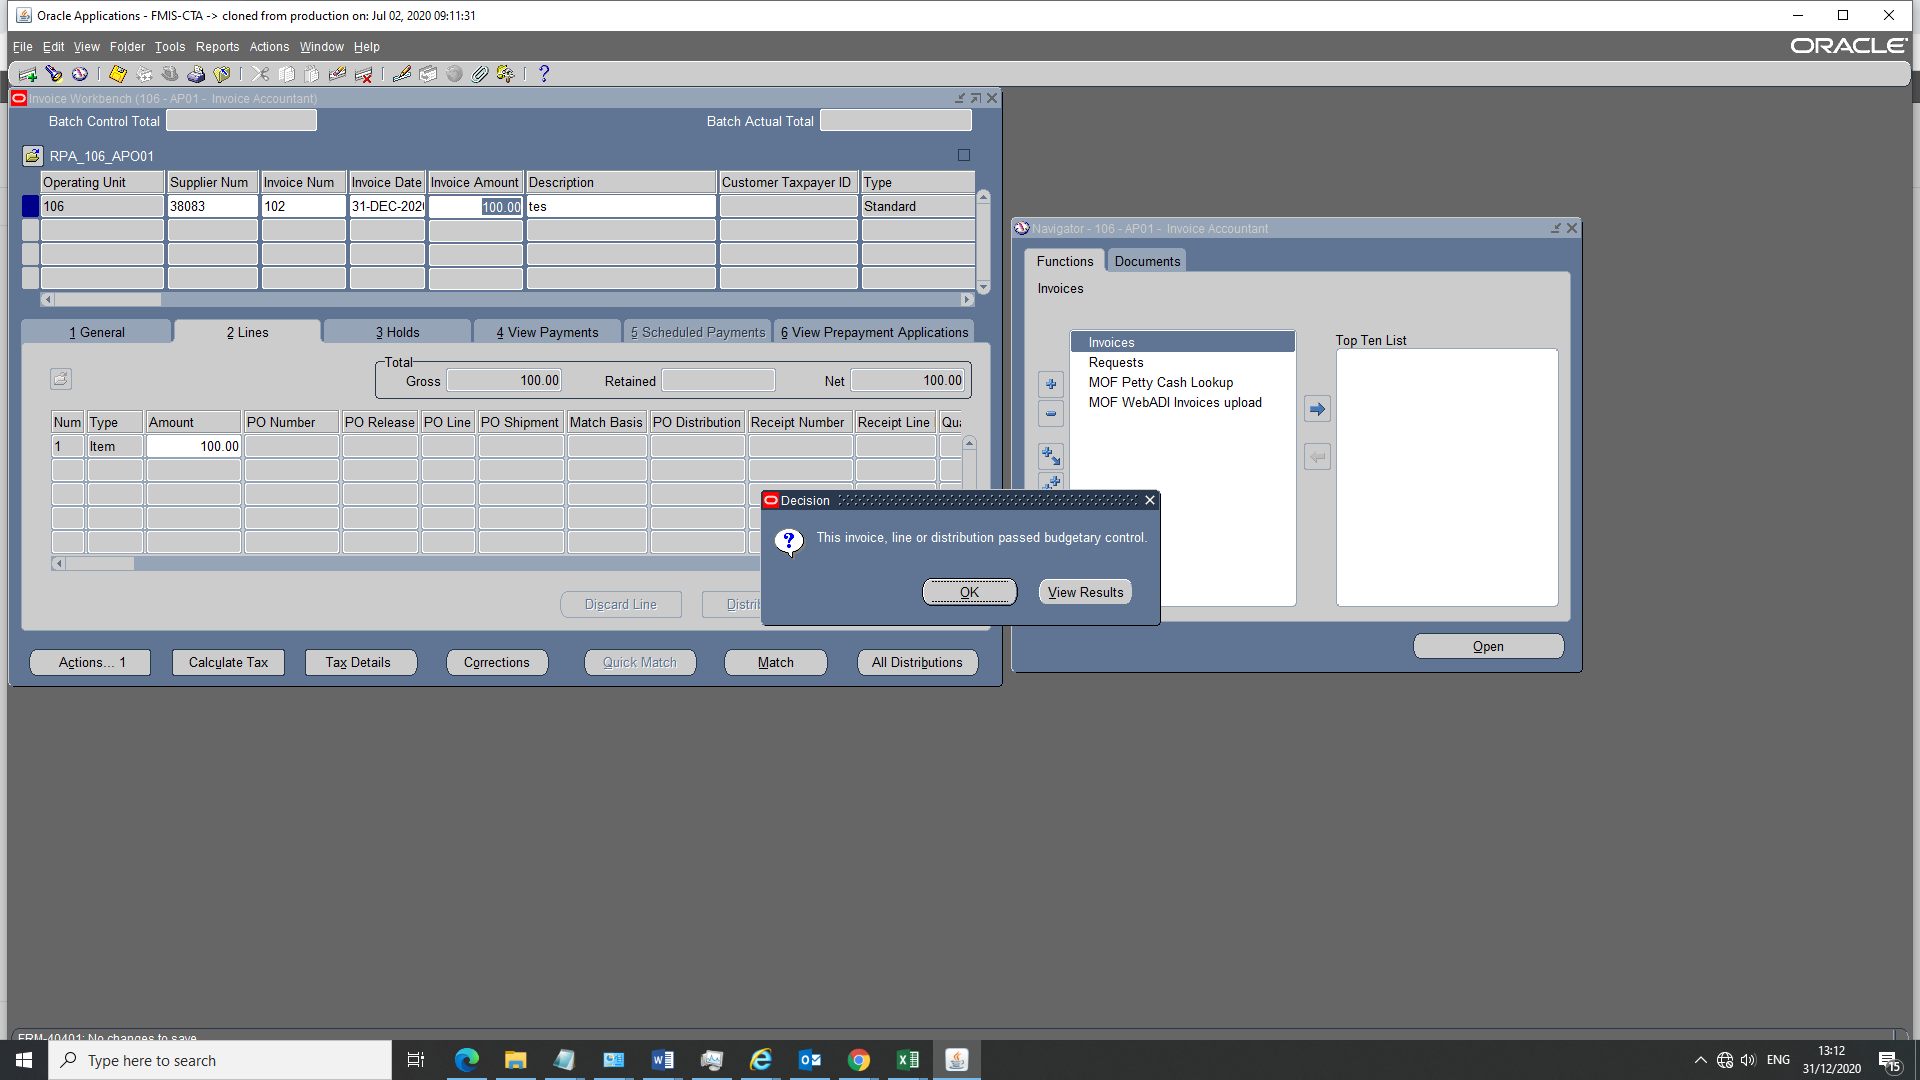 Oracle Applications - FMIS-CTA -> cloned from production on: Jul 02, 2020 09:11:31
File Edit View Folder Tools Reports Actions Window Help
ORACLE
Invoice Workbench (106 - AP01 - Invoice Accountant)
Batch Control Total
Batch Actual Total
RPA_106_APO01
Operating Unit Supplier Num Invoice Num Invoice Date Invoice Amount Description Customer Taxpayer ID Type
106 38083 102 31-DEC-202 100.00 tes Standard
1 General 2 Lines 3 Holds 4 View Payments 5 Scheduled Payments 6 View Prepayment Applications
Total
Gross 100.00 Retained Net 100.00
Num Type Amount PO Number PO Release PO Line PO Shipment Match Basis PO Distribution Receipt Number Receipt Line Qua
1 Item 100.00
Discard Line Distrib
Actions... 1 Calculate Tax Tax Details Corrections Quick Match Match All Distributions
Navigator - 106 - AP01 - Invoice Accountant
Functions Documents
Invoices
Invoices
Requests
MOF Petty Cash Lookup
MOF WebADI Invoices upload
Top Ten List
Open
Decision
This invoice, line or distribution passed budgetary control.
OK View Results
FRM-40401: No changes to save
Type here to search
ENG
13:12
31/12/2020
15